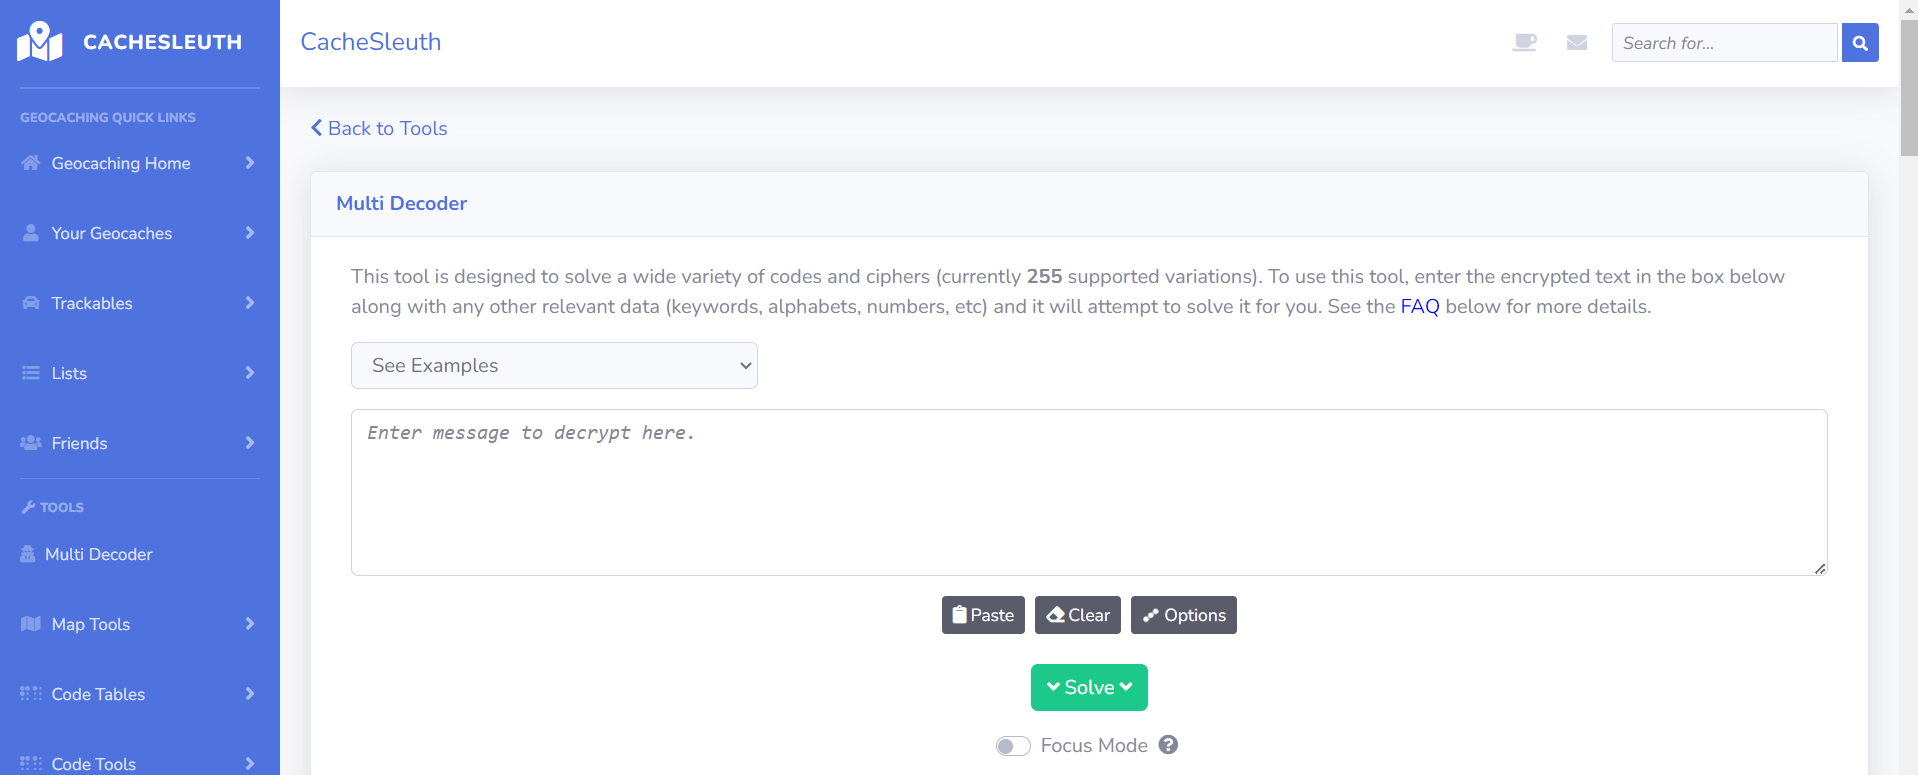 CACHESLEUTH
GEOCACHING QUICK LINKS
Geocaching Home
Your Geocaches
Trackables
Lists
Friends
TOOLS
Multi Decoder
Map Tools
Code Tables
Code Tools
CacheSleuth
Search for...
Back to Tools
Multi Decoder
This tool is designed to solve a wide variety of codes and ciphers (currently 255 supported variations). To use this tool, enter the encrypted text in the box below
along with any other relevant data (keywords, alphabets, numbers, etc) and it will attempt to solve it for you. See the FAQ below for more details.
See Examples
Enter message to decrypt here.
Paste Clear Options
Solve
Focus Mode ?